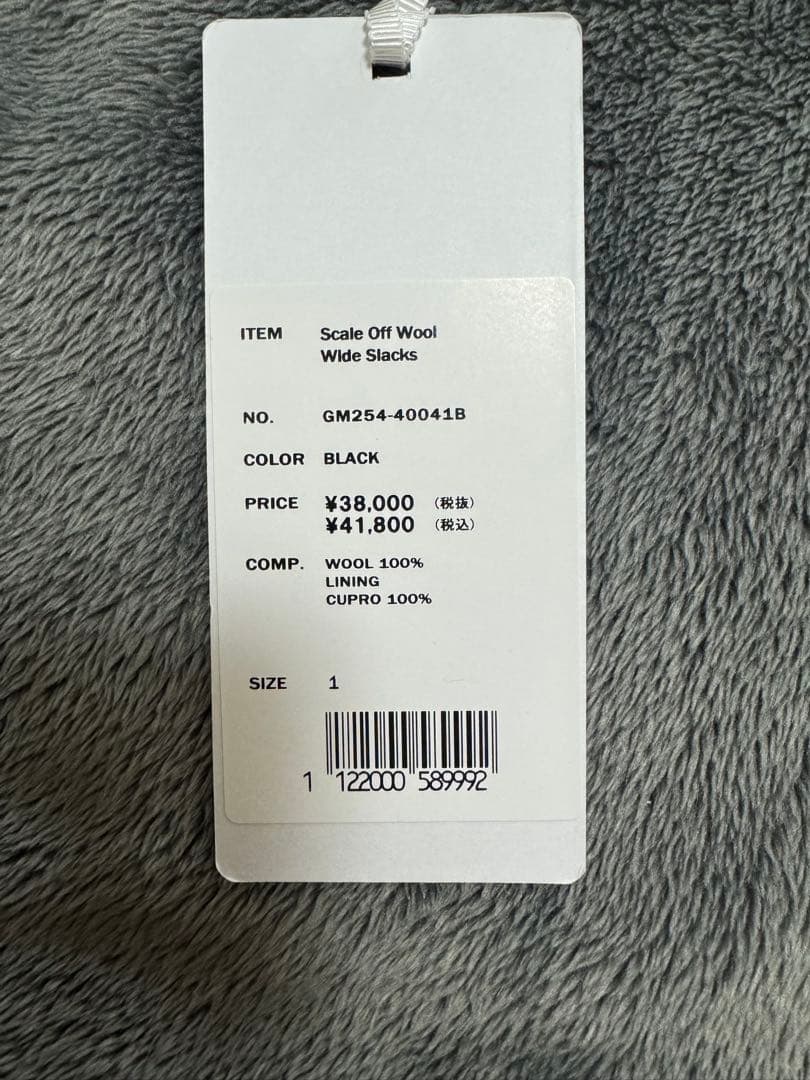 ITEM Scale Off Wool
Wide Slacks
NO. GM254-40041B
COLOR BLACK
PRICE ¥38,000 (税抜)
¥41,800 (税込)
COMP. WOOL 100%
LINING
CUPRO 100%
SIZE 1
1 122000 589992